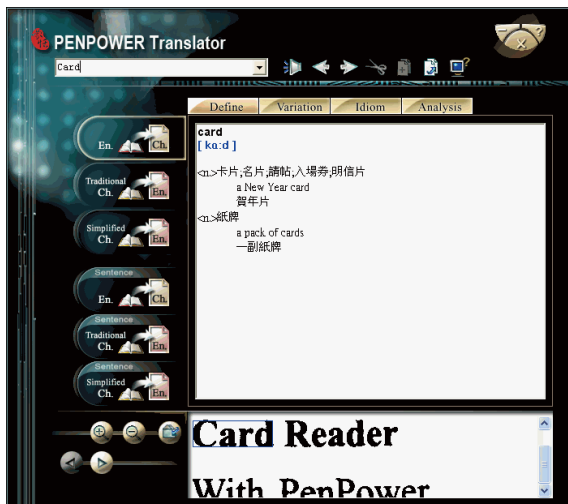 PENPOWER Translator
Card
Define Variation Idiom Analysis
card
[ kɑ:d ]
<n.>卡片,名片,請帖,入場券,明信片
a New Year card
賀年片
<n.>紙牌
a pack of cards
一副紙牌
En. Ch.
Traditional
Ch. En.
Simplified
Ch. En.
Sentence
En. Ch.
Sentence
Traditional
Ch. En.
Sentence
Simplified
Ch. En.
Card Reader
With PenPower